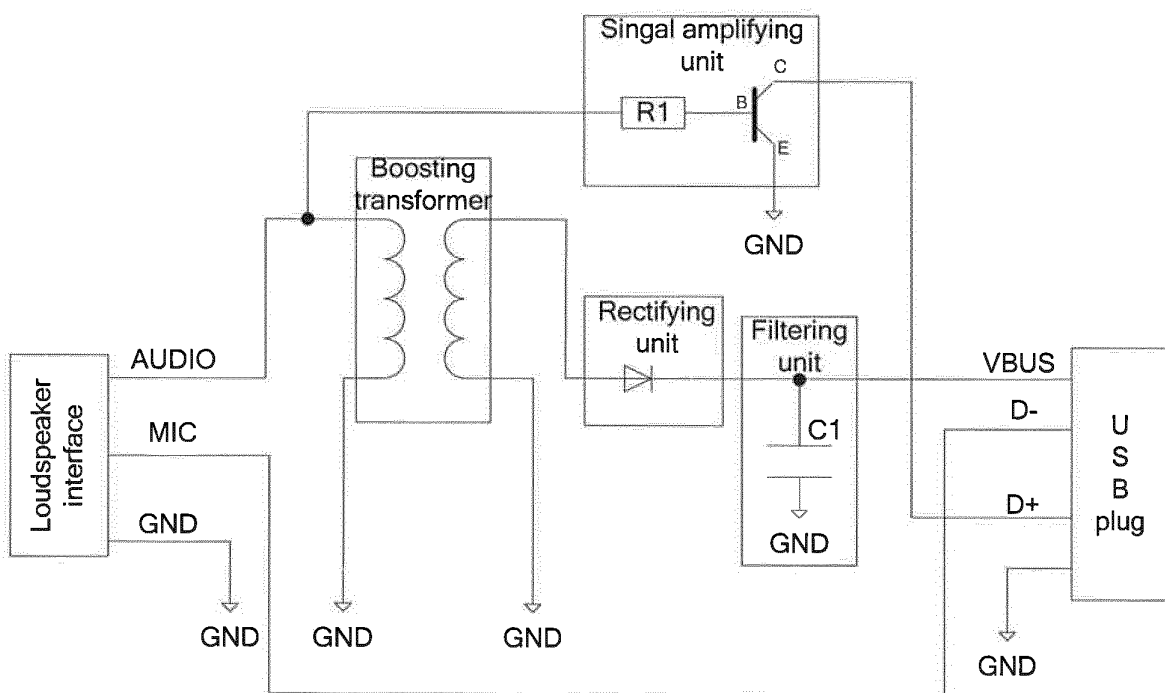 Singal amplifying
unit
C
B
R1
E
GND
Boosting
transformer
Rectifying
unit
Filtering
unit
C1
GND
AUDIO
MIC
GND
Loudspeaker
interface
GND
GND
GND
VBUS
D-
D+
GND
U
S
B
plug